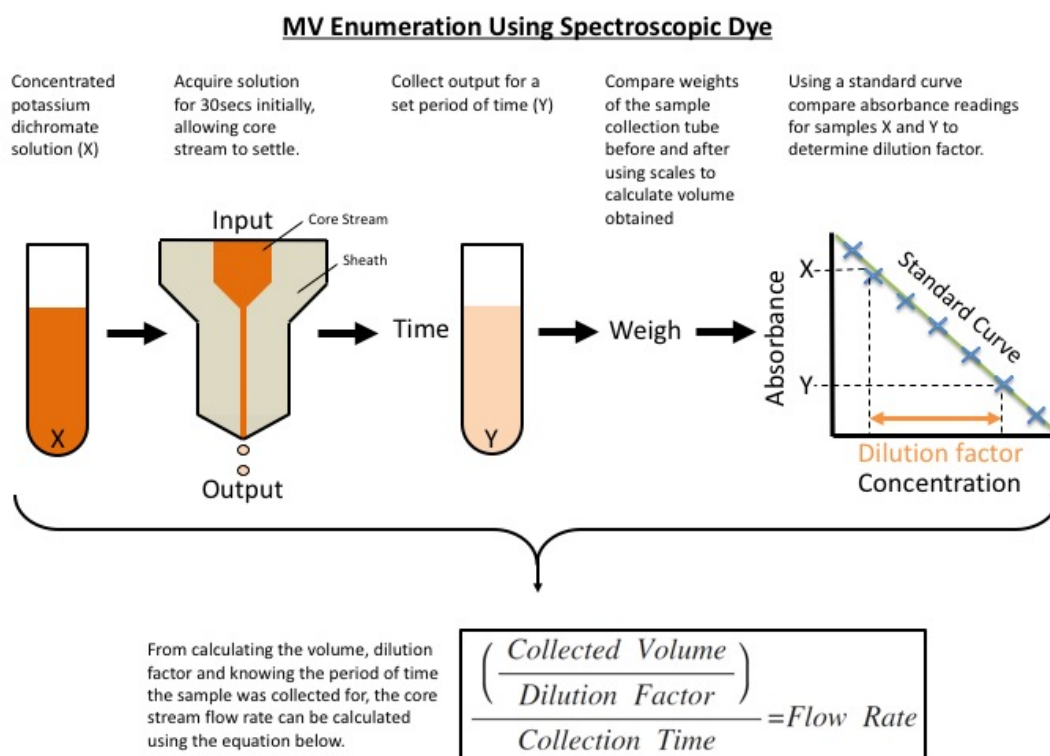 MV Enumeration Using Spectroscopic Dye
Concentrated
potassium
dichromate
solution (X)
Acquire solution
for 30secs initially,
allowing core
stream to settle.
Collect output for a
set period of time (Y)
Compare weights
of the sample
collection tube
before and after
using scales to
calculate volume
obtained
Using a standard curve
compare absorbance readings
for samples X and Y to
determine dilution factor.
Input
Core Stream
Sheath
X
Output
Time
Y
Weigh
Absorbance
X
Y
Standard Curve
Dilution factor
Concentration
From calculating the volume, dilution
factor and knowing the period of time
the sample was collected for, the core
stream flow rate can be calculated
using the equation below.
Collected Volume
Dilution Factor
Collection Time
=Flow Rate